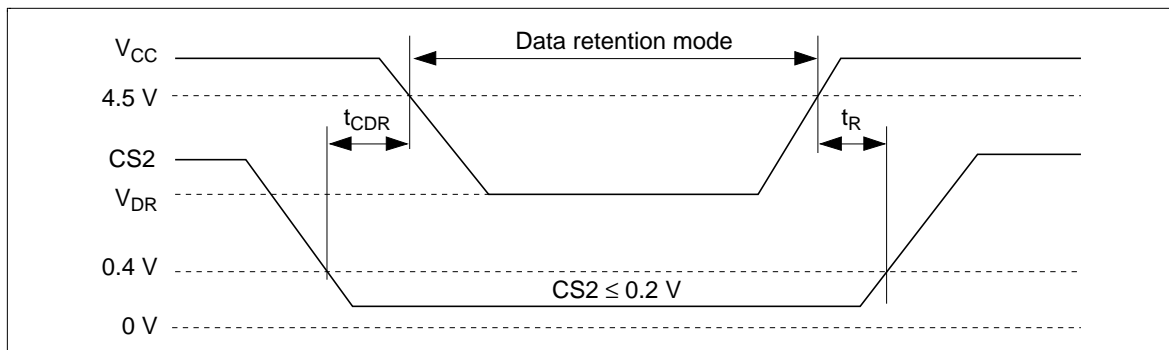 Data retention mode
V_CC
4.5 V
t_CDR
t_R
CS2
V_DR
0.4 V
CS2 ≤ 0.2 V
0 V